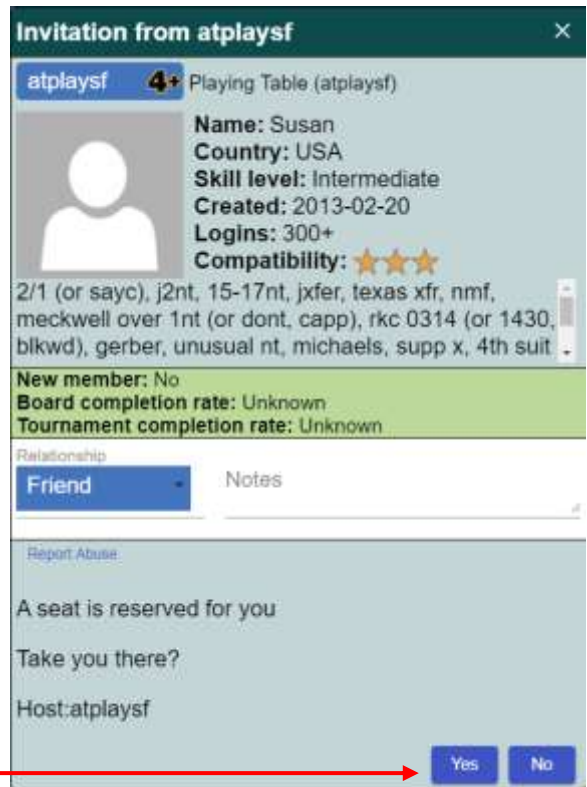 Invitation from atplaysf ×
atplaysf 4+ Playing Table (atplaysf)
Name: Susan
Country: USA
Skill level: Intermediate
Created: 2013-02-20
Logins: 300+
Compatibility:
2/1 (or sayc), j2nt, 15-17nt, jxfer, texas xfr, nmf,
meckwell over 1nt (or dont, capp), rkc 0314 (or 1430,
blkwd), gerber, unusual nt, michaels, supp x, 4th suit
New member: No
Board completion rate: Unknown
Tournament completion rate: Unknown
Relationship
Friend Notes
Report Abuse
A seat is reserved for you
Take you there?
Host:atplaysf
Yes No